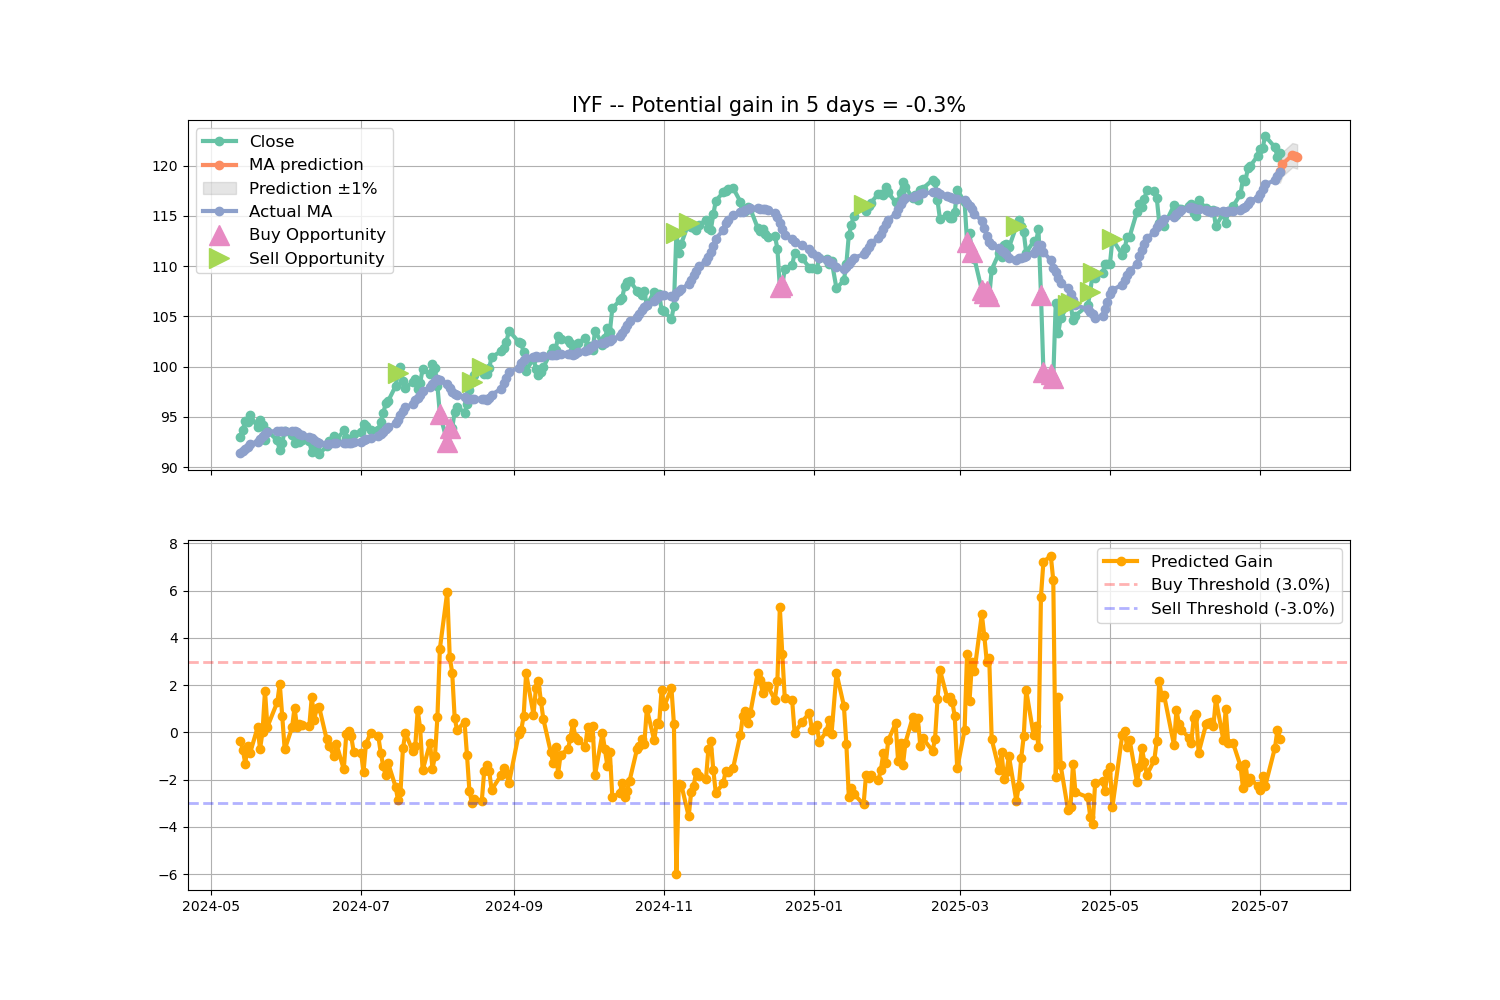 IYF -- Potential gain in 5 days = -0.3%
Close
MA prediction
Prediction ±1%
Actual MA
Buy Opportunity
Sell Opportunity
120
115
110
105
100
95
90
8
6
4
2
0
−2
−4
−6
Predicted Gain
Buy Threshold (3.0%)
Sell Threshold (-3.0%)
2024-05 2024-07 2024-09 2024-11 2025-01 2025-03 2025-05 2025-07